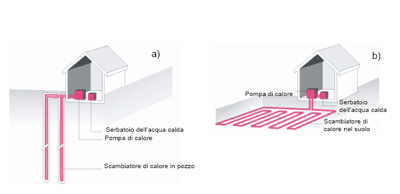 a)
Serbatoio dell'acqua calda
Pompa di calore
Scambiatore di calore in pozzo
b)
Pompa di calore
Serbatoio
dell'acqua calda
Scambiatore di
calore nel suolo